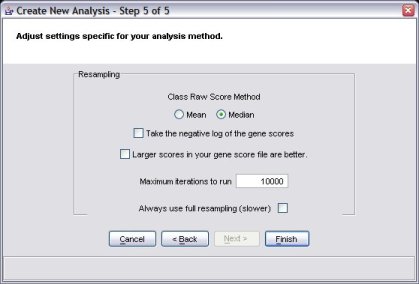 Create New Analysis - Step 5 of 5
Adjust settings specific for your analysis method.
Resampling
Class Raw Score Method
Mean Median
Take the negative log of the gene scores
Larger scores in your gene score file are better.
Maximum iterations to run 10000
Always use full resampling (slower)
Cancel < Back Next > Finish